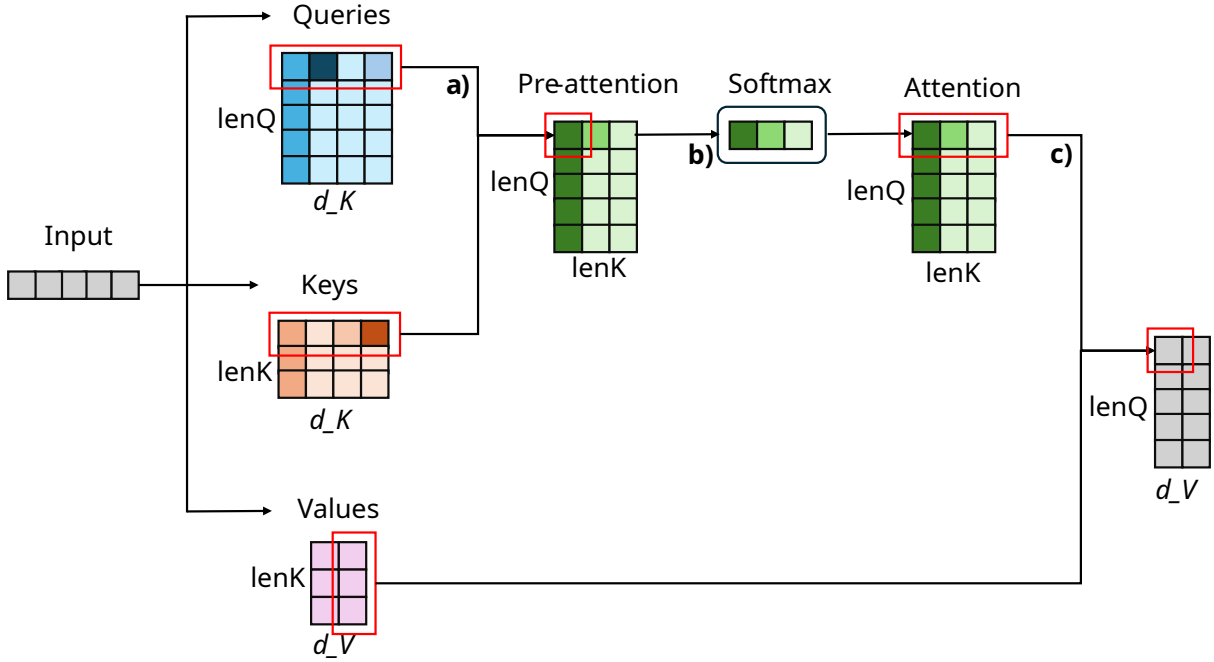 Queries
lenQ
d_K
a)
Pre-attention
lenQ
lenK
b)
Softmax
Attention
lenQ
lenK
c)
Input
Keys
lenK
d_K
Values
lenK
d_V
lenQ
d_V